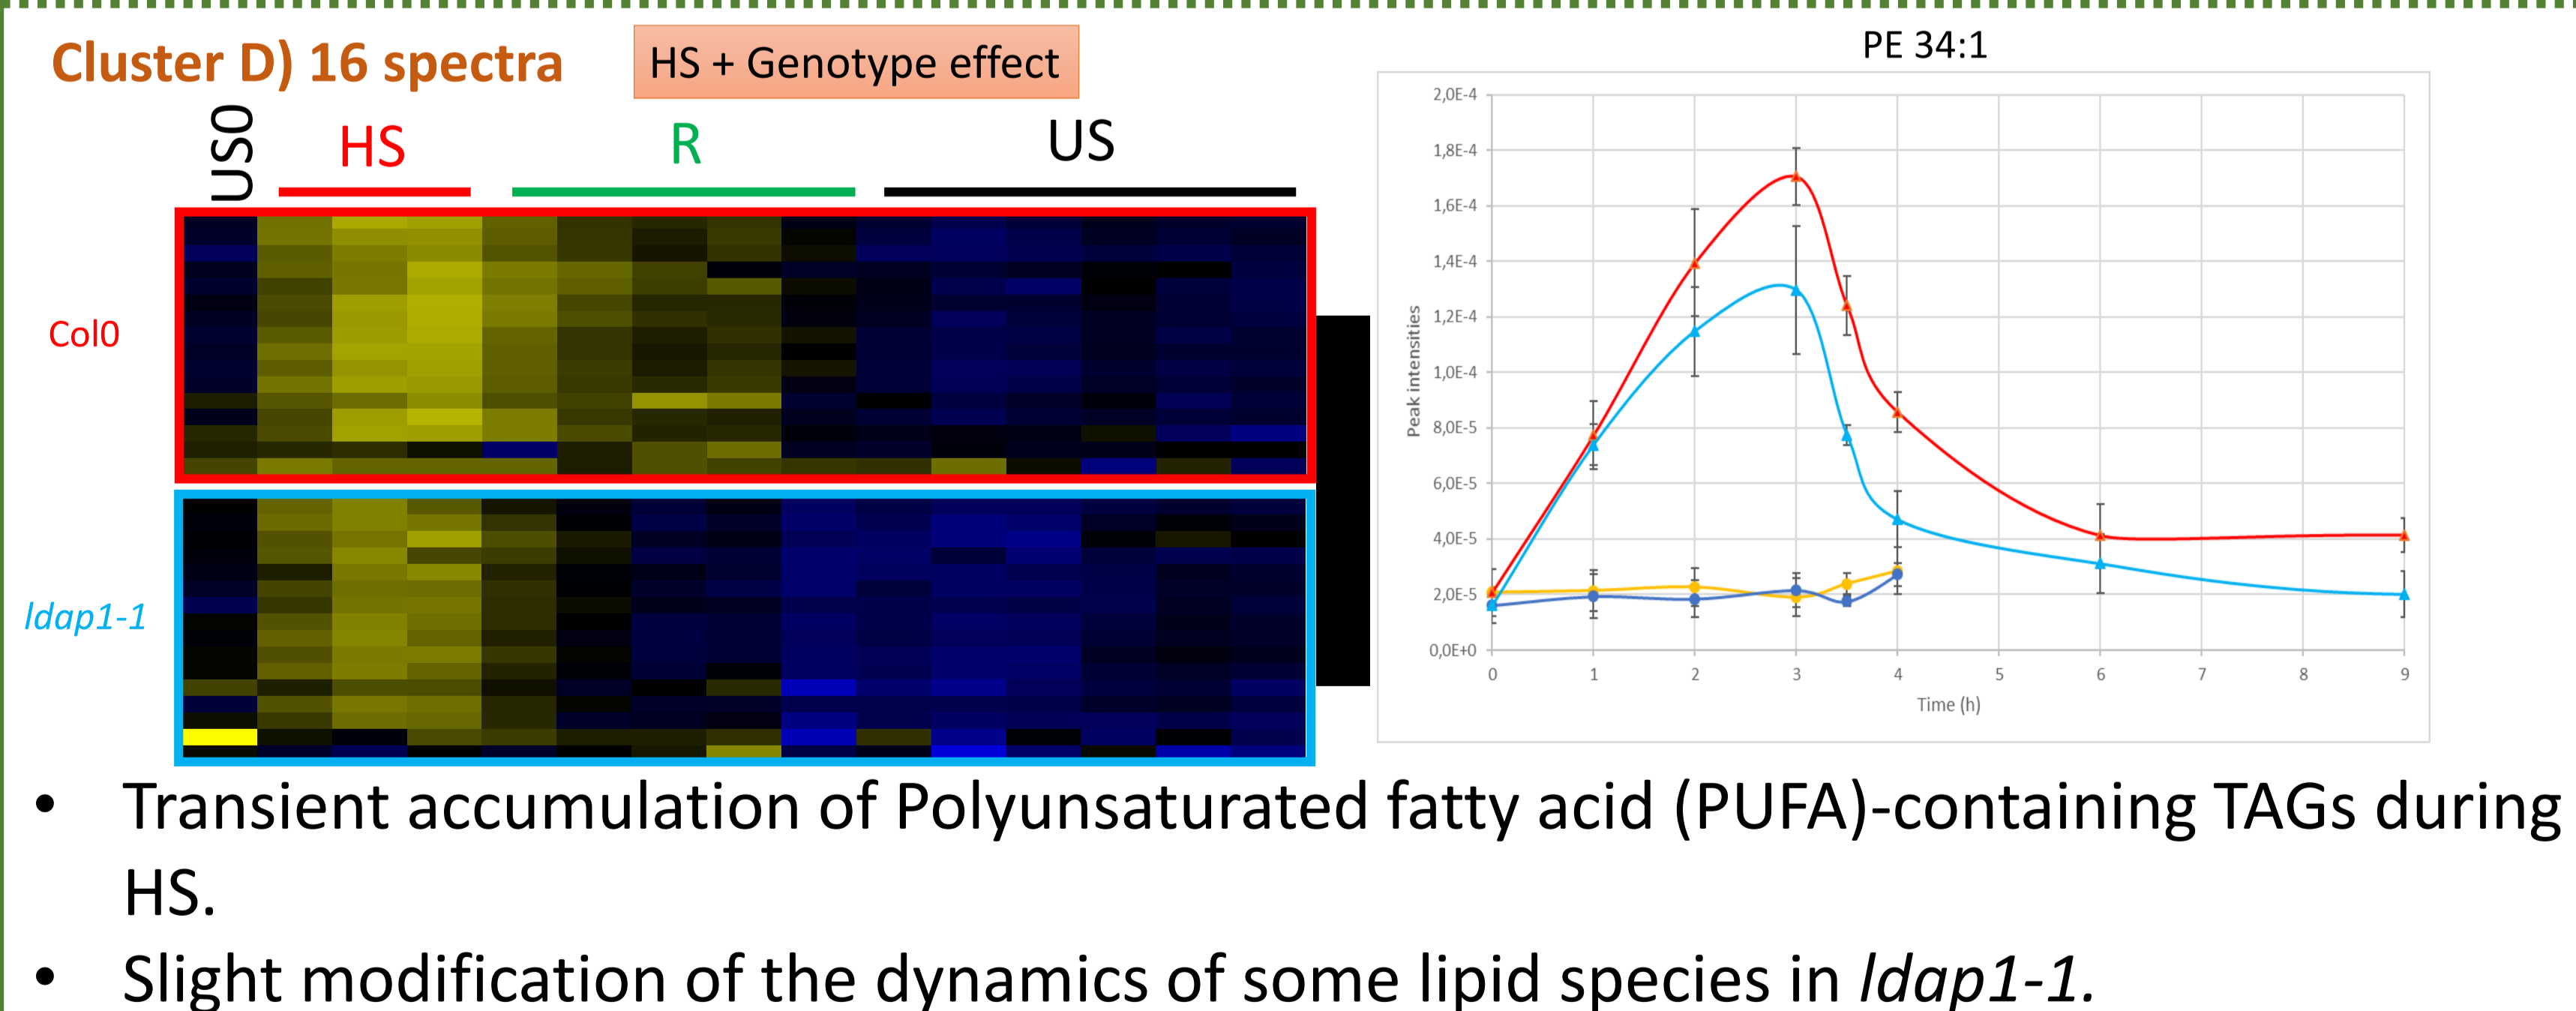 Cluster D) 16 spectra
HS + Genotype effect
US0
HS
R
US
Col0
ldap1-1
PE 34:1
2,0E-4
1,8E-4
1,6E-4
1,4E-4
1,2E-4
1,0E-4
8,0E-5
6,0E-5
4,0E-5
2,0E-5
0,0E+0
Peak intensities
0 1 2 3 4 5 6 7 8 9
Time (h)
• Transient accumulation of Polyunsaturated fatty acid (PUFA)-containing TAGs during
HS.
• Slight modification of the dynamics of some lipid species in ldap1-1.